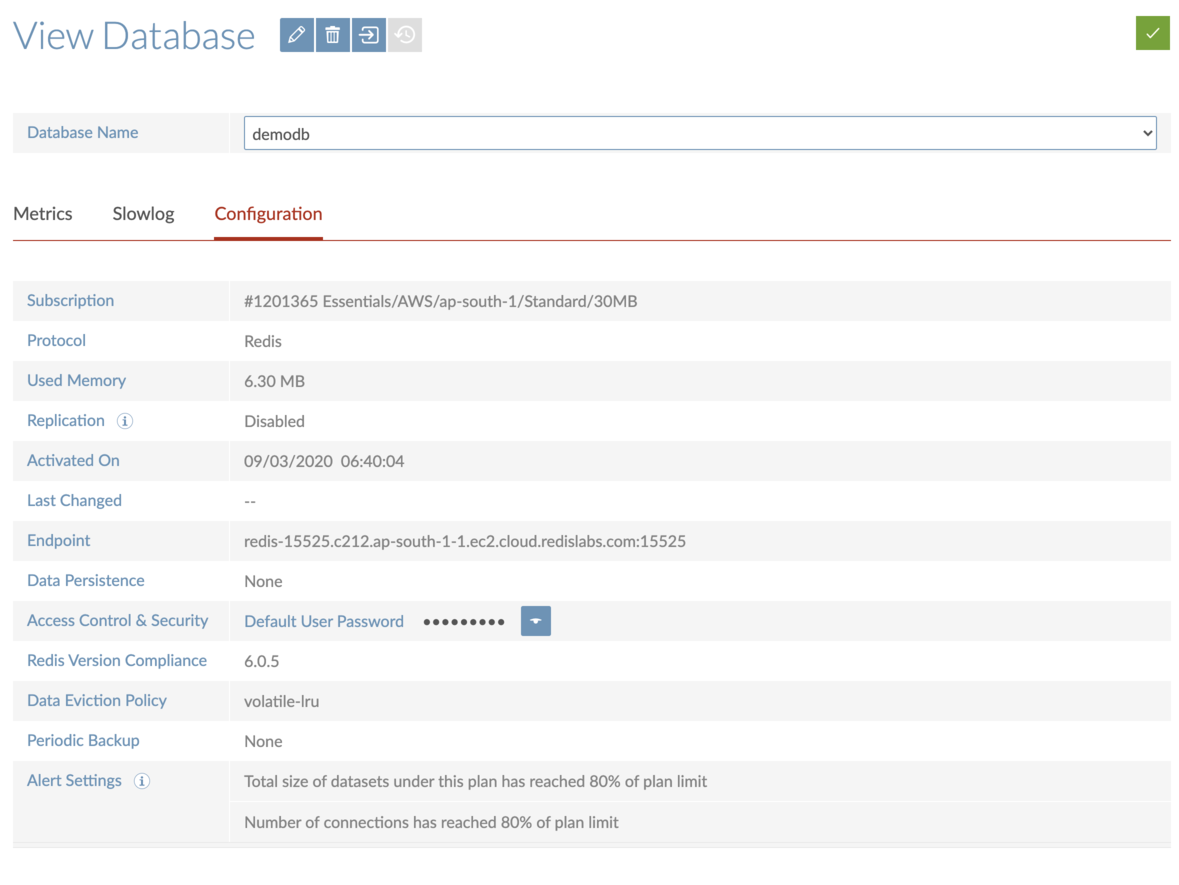 View Database
Database Name demodb
Metrics Slowlog Configuration
Subscription #1201365 Essentials/AWS/ap-south-1/Standard/30MB
Protocol Redis
Used Memory 6.30 MB
Replication Disabled
Activated On 09/03/2020 06:40:04
Last Changed --
Endpoint redis-15525.c212.ap-south-1-1.ec2.cloud.redislabs.com:15525
Data Persistence None
Access Control & Security Default User Password •••••••••
Redis Version Compliance 6.0.5
Data Eviction Policy volatile-lru
Periodic Backup None
Alert Settings Total size of datasets under this plan has reached 80% of plan limit
Number of connections has reached 80% of plan limit